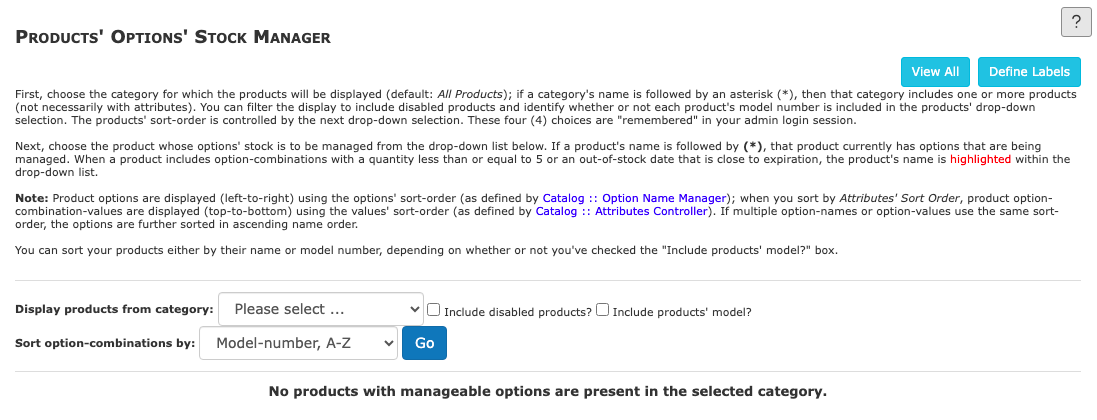 ?
Products' Options' Stock Manager
View All
Define Labels
First, choose the category for which the products will be displayed (default: All Products); if a category's name is followed by an asterisk (*), then that category includes one or more products
(not necessarily with attributes). You can filter the display to include disabled products and identify whether or not each product's model number is included in the products' drop-down
selection. The products' sort-order is controlled by the next drop-down selection. These four (4) choices are "remembered" in your admin login session.
Next, choose the product whose options' stock is to be managed from the drop-down list below. If a product's name is followed by (*), that product currently has options that are being
managed. When a product includes option-combinations with a quantity less than or equal to 5 or an out-of-stock date that is close to expiration, the product's name is highlighted within the
drop-down list.
Note: Product options are displayed (left-to-right) using the options' sort-order (as defined by Catalog :: Option Name Manager); when you sort by Attributes' Sort Order, product option-
combination-values are displayed (top-to-bottom) using the values' sort-order (as defined by Catalog :: Attributes Controller). If multiple option-names or option-values use the same sort-
order, the options are further sorted in ascending name order.
You can sort your products either by their name or model number, depending on whether or not you've checked the "Include products' model?" box.
Display products from category: Please select ... Include disabled products? Include products' model?
Sort option-combinations by: Model-number, A-Z Go
No products with manageable options are present in the selected category.